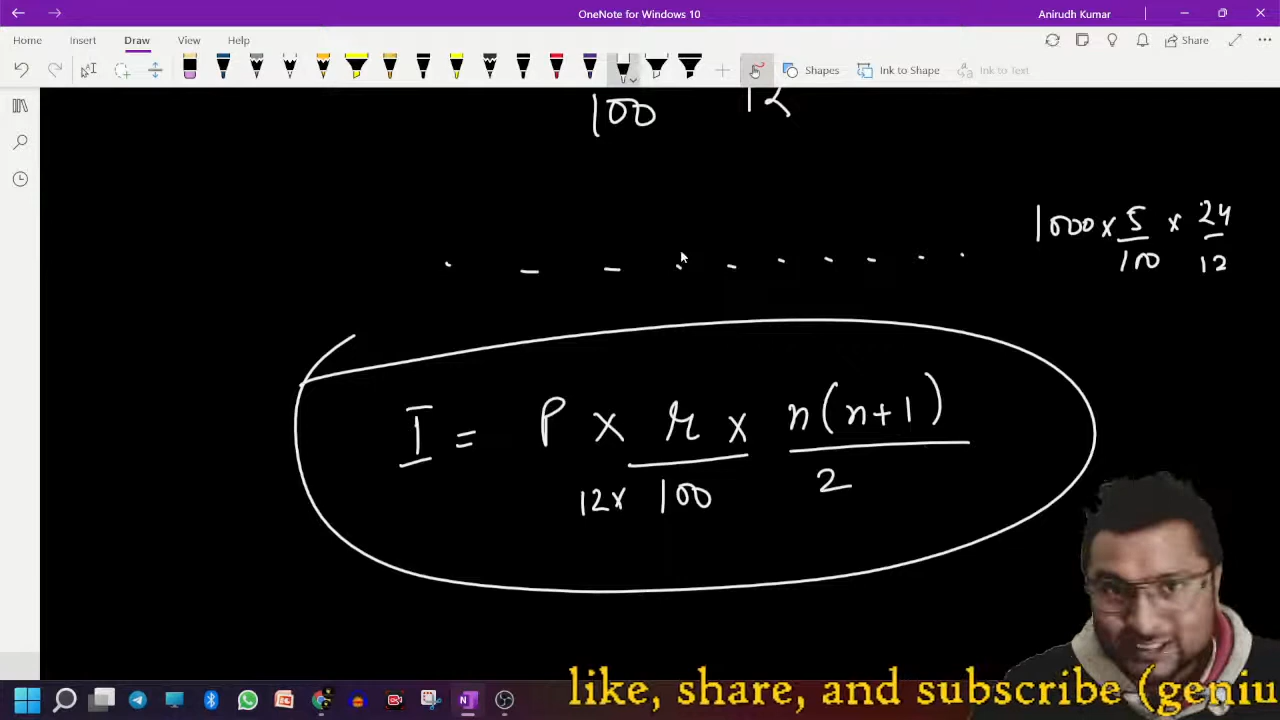 OneNote for Windows 10
Anirudh Kumar
Home Insert Draw View Help
Share
Shapes Ink to Shape Ink to Text
100 12
1000 × 5/100 × 24/12
I = P × r/(12 × 100) × n(n+1)/2
like, share, and subscribe (geniu